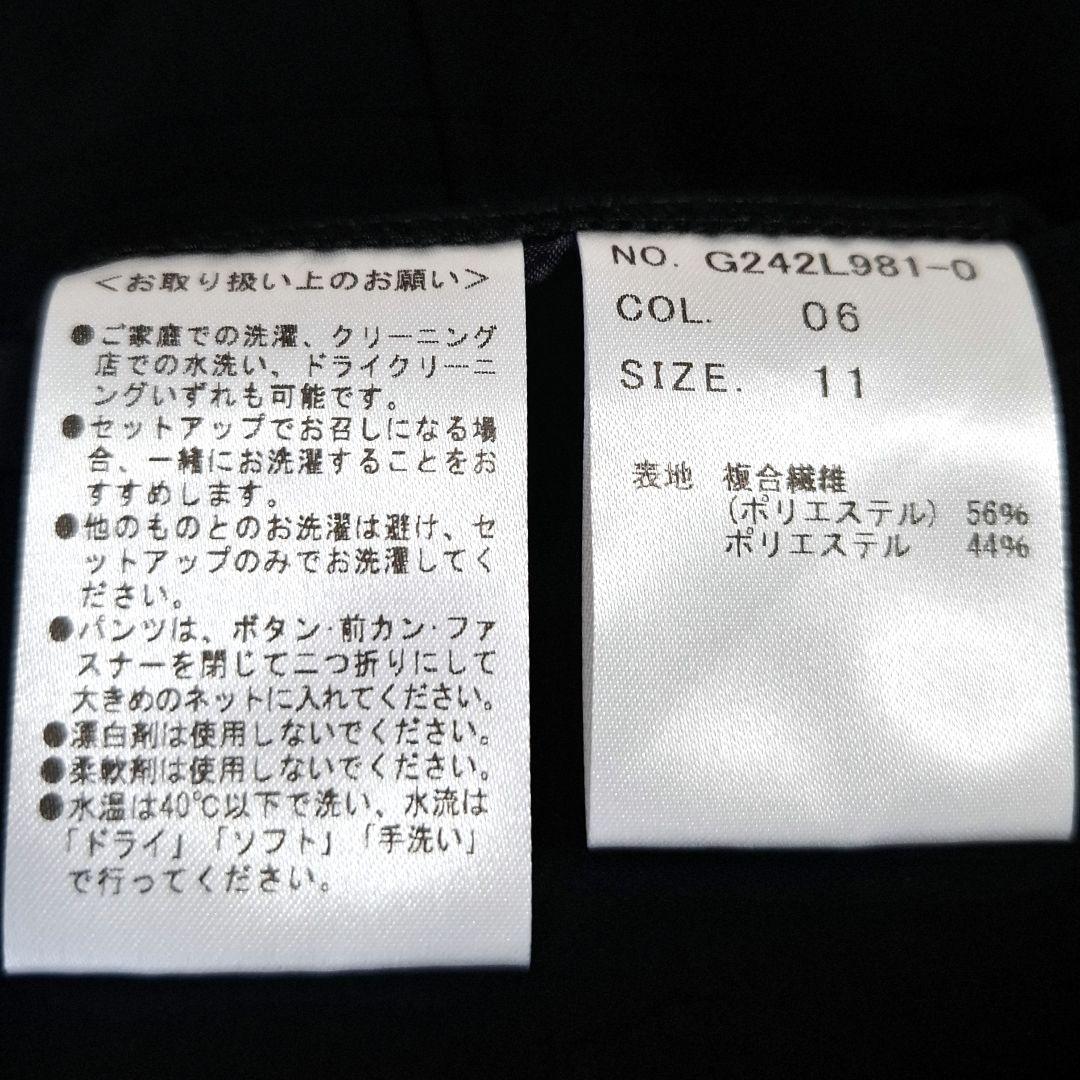 ＜お取り扱い上のお願い＞
●ご家庭での洗濯、クリーニング
店での水洗い、ドライクリーニ
ングいずれも可能です。
●セットアップでお召しになる場
合、一緒にお洗濯することをお
すすめします。
●他のものとのお洗濯は避け、セ
ットアップのみでお洗濯してく
ださい。
●パンツは、ボタン・前カン・ファ
スナーを閉じて二つ折りにして
大きめのネットに入れてください。
●漂白剤は使用しないでください。
●柔軟剤は使用しないでください。
●水温は40℃以下で洗い、水流は
「ドライ」「ソフト」「手洗い」
で行ってください。
NO. G242L981-0
COL. 06
SIZE. 11
表地 複合繊維
(ポリエステル) 56%
ポリエステル 44%